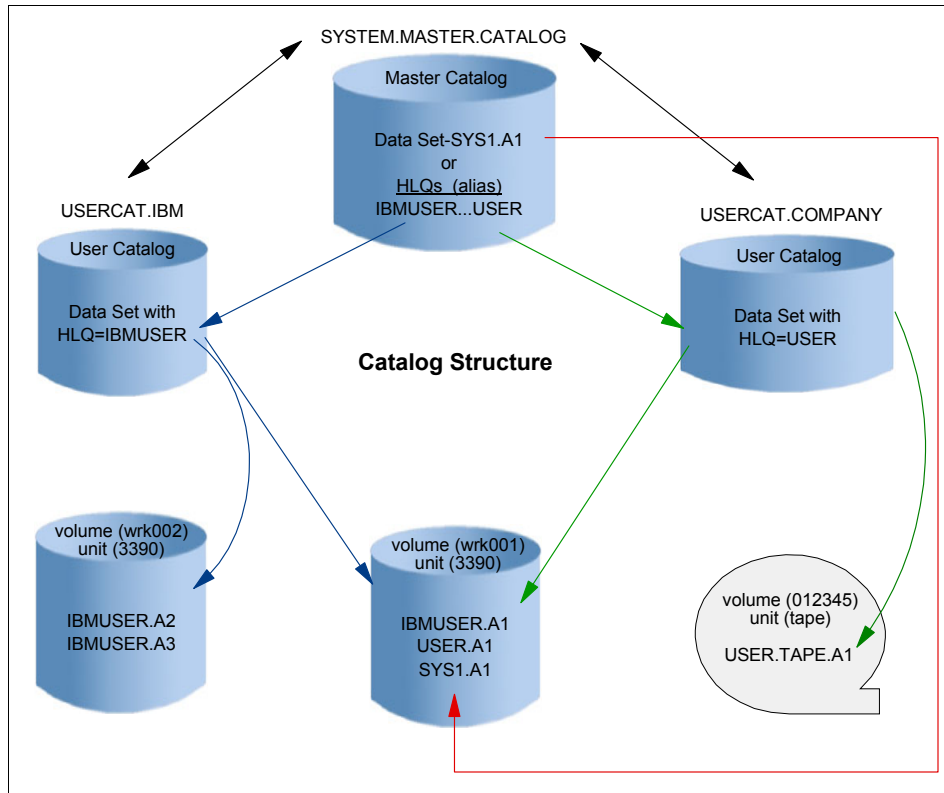 SYSTEM.MASTER.CATALOG
Master Catalog
Data Set-SYS1.A1
or
HLQs (alias)
IBMUSER...USER
USERCAT.IBM
User Catalog
Data Set with
HLQ=IBMUSER
USERCAT.COMPANY
User Catalog
Data Set with
HLQ=USER
Catalog Structure
volume (wrk002)
unit (3390)
IBMUSER.A2
IBMUSER.A3
volume (wrk001)
unit (3390)
IBMUSER.A1
USER.A1
SYS1.A1
volume (012345)
unit (tape)
USER.TAPE.A1